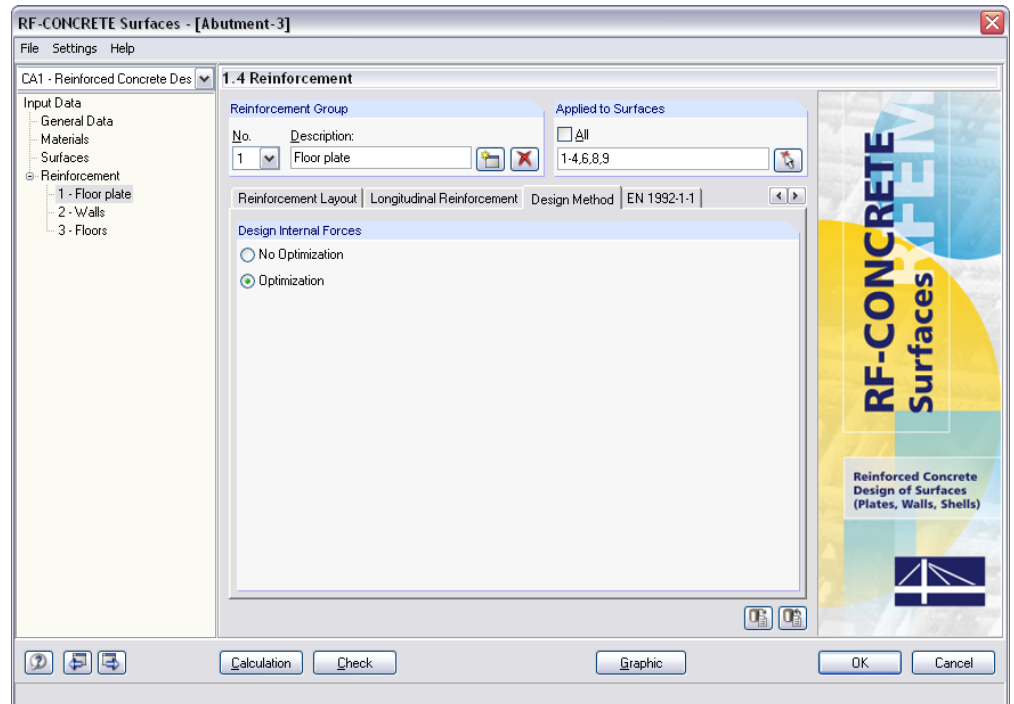 RF-CONCRETE Surfaces - [Abutment-3]
File Settings Help
CA1 - Reinforced Concrete Des
1.4 Reinforcement
Input Data
General Data
Materials
Surfaces
Reinforcement
1 - Floor plate
2 - Walls
3 - Floors
Reinforcement Group
No. Description:
1 Floor plate
Applied to Surfaces
All
1-4,6,8,9
Reinforcement Layout Longitudinal Reinforcement Design Method EN 1992-1-1
Design Internal Forces
No Optimization
Optimization
RFEM
RF-CONCRETE
Surfaces
Reinforced Concrete
Design of Surfaces
(Plates, Walls, Shells)
Calculation Check Graphic OK Cancel